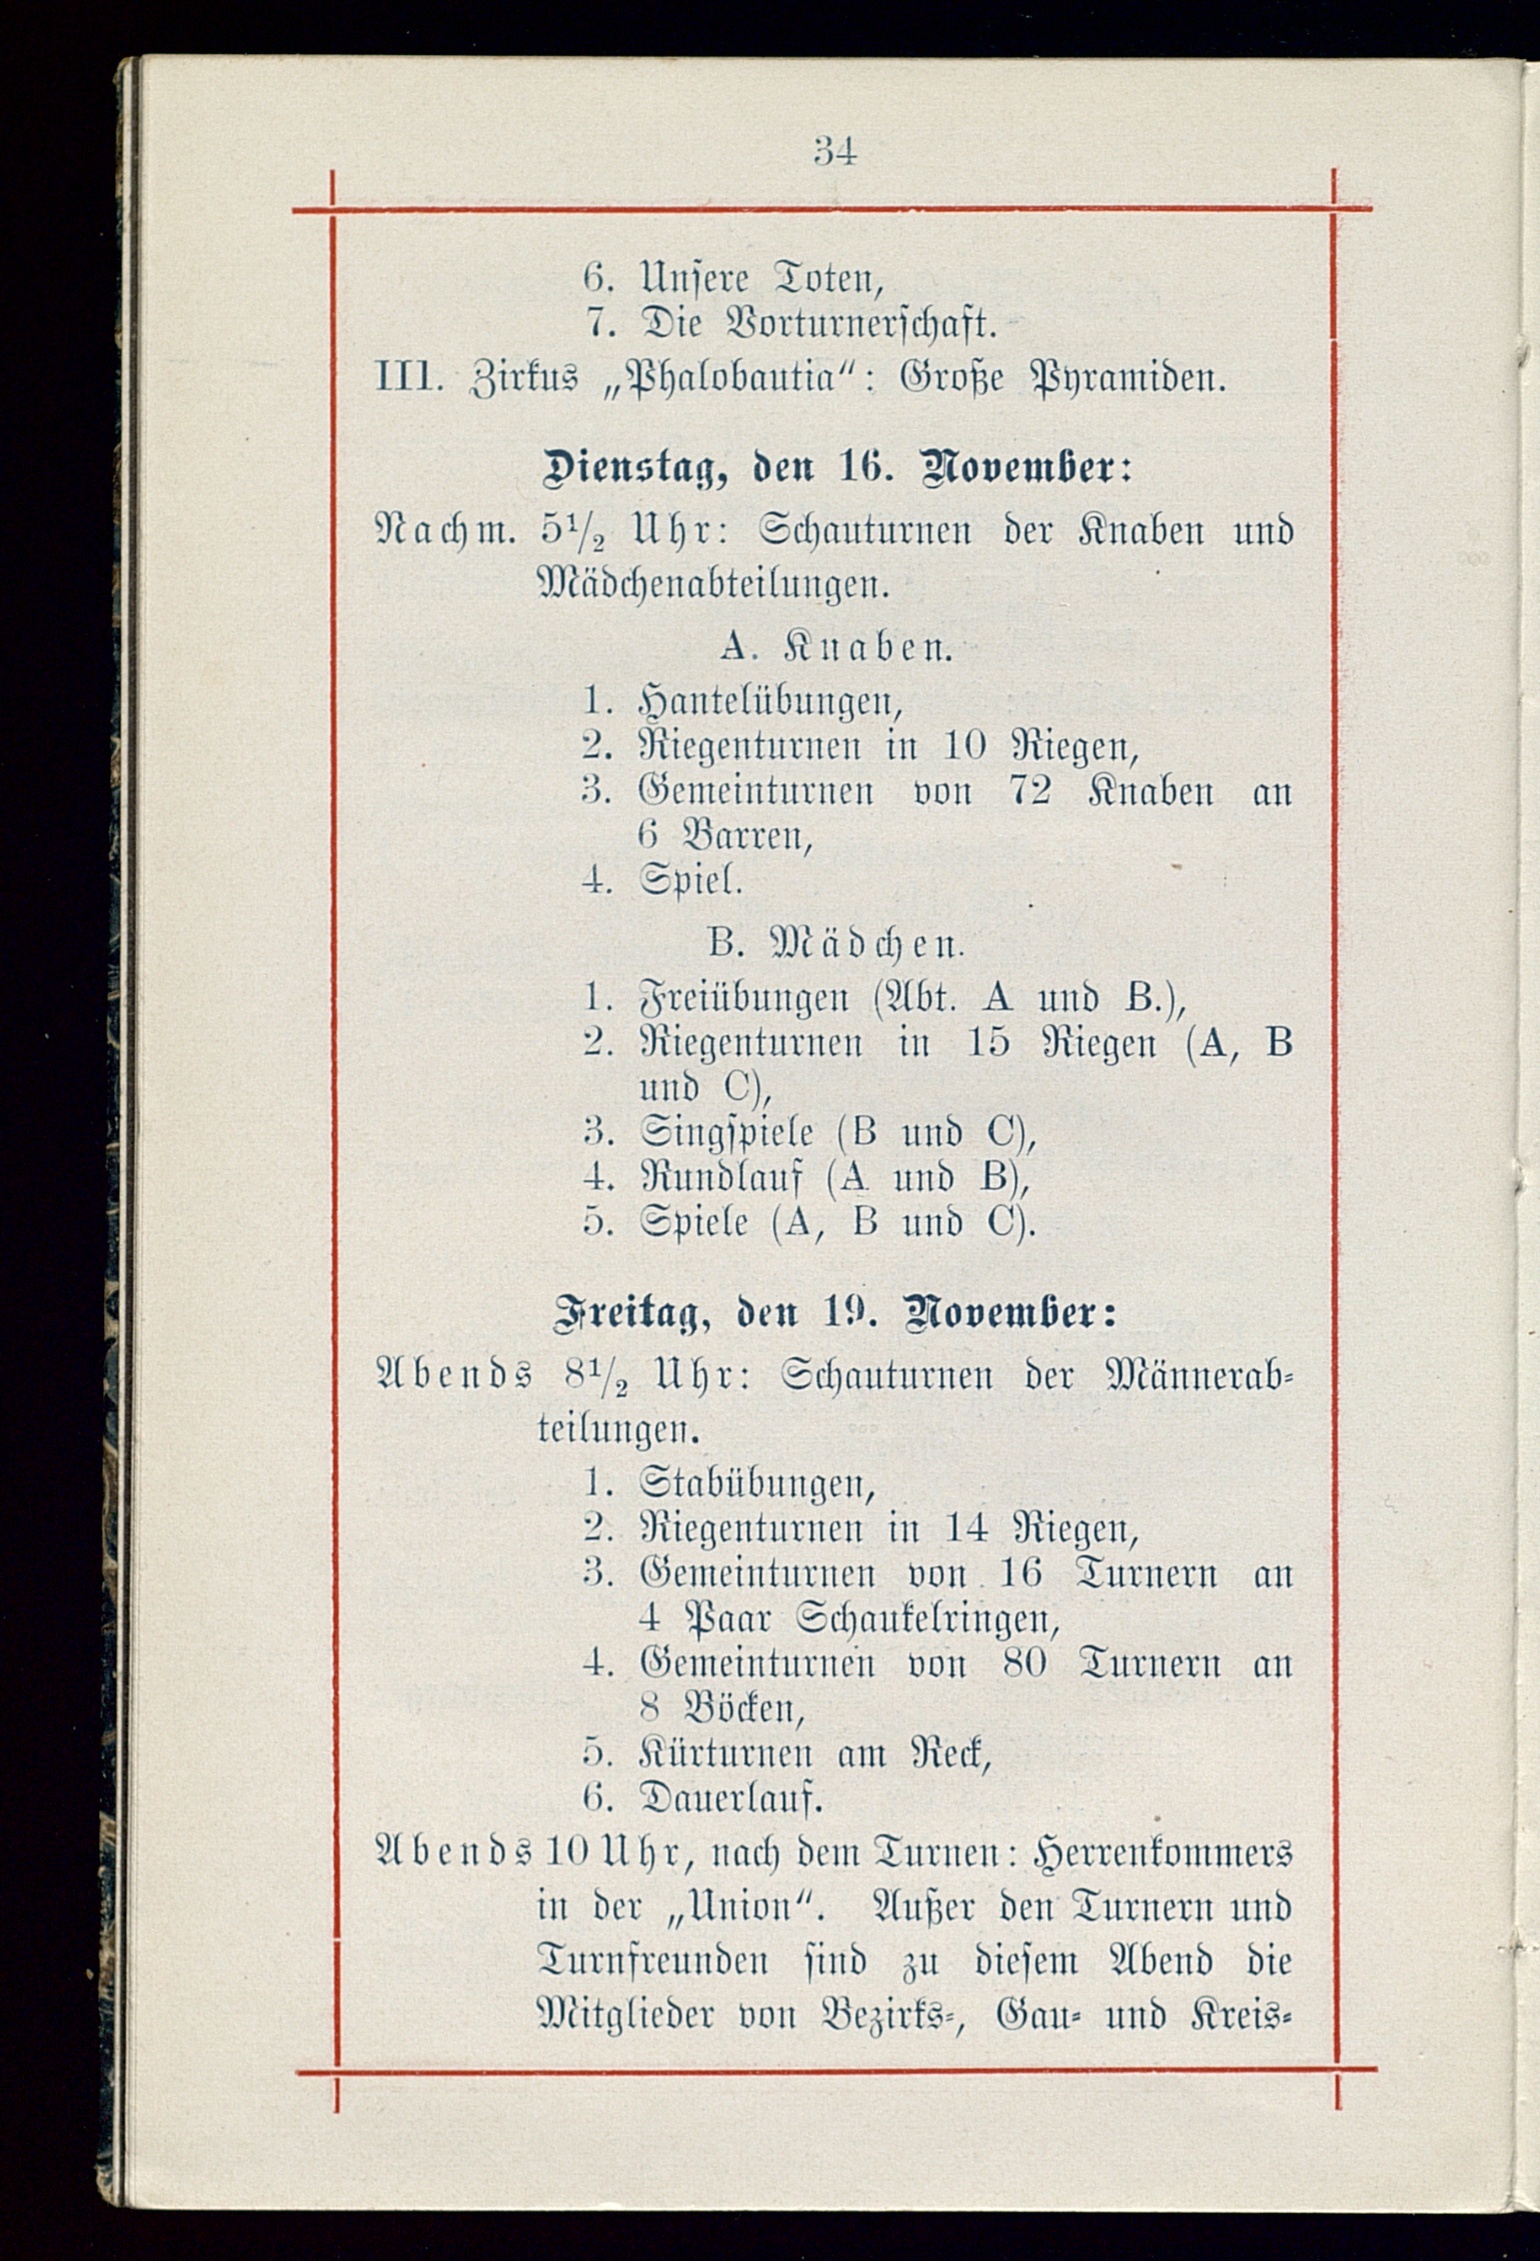 34
6. Unsere Toten,
7. Die Vorturnerschaft.
III. Zirkus „Phalobautia“: Große Pyramiden.
Dienstag, den 16. November:
Nachm. 5½ Uhr: Schauturnen der Knaben und
Mädchenabteilungen.
A. Knaben.
1. Hantelübungen,
2. Riegenturnen in 10 Riegen,
3. Gemeinturnen von 72 Knaben an
6 Barren,
4. Spiel.
B. Mädchen.
1. Freiübungen (Abt. A und B.),
2. Riegenturnen in 15 Riegen (A, B
und C),
3. Singspiele (B und C),
4. Rundlauf (A und B),
5. Spiele (A, B und C).
Freitag, den 19. November:
Abends 8½ Uhr: Schauturnen der Männerab-
teilungen.
1. Stabübungen,
2. Riegenturnen in 14 Riegen,
3. Gemeinturnen von 16 Turnern an
4 Paar Schaukelringen,
4. Gemeinturnen von 80 Turnern an
8 Böcken,
5. Kürturnen am Reck,
6. Dauerlauf.
Abends 10 Uhr, nach dem Turnen: Herrenkommers
in der „Union“. Außer den Turnern und
Turnfreunden sind zu diesem Abend die
Mitglieder von Bezirks-, Gau- und Kreis-